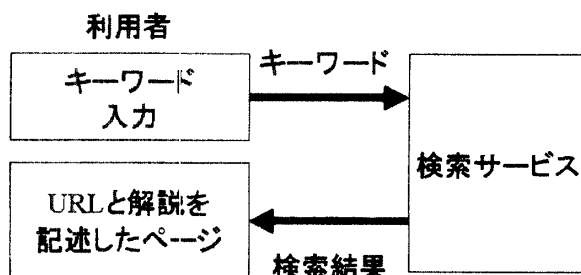 利用者
キーワード
入力
キーワード
検索サービス
URLと解説を
記述したページ
検索結果